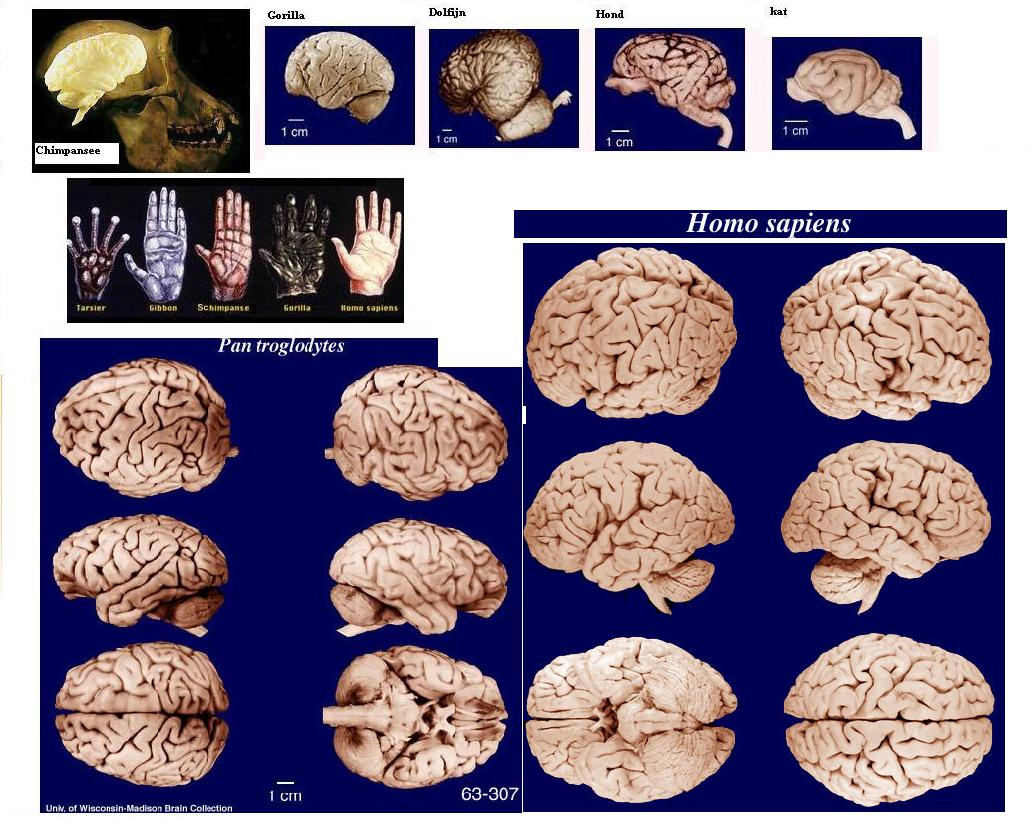 Gorilla
Dolfijn
Hond
kat
1 cm
1 cm
1 cm
1 cm
Chimpansee
Tarsier
Gibbon
Schimpanse
Gorilla
Homo sapiens
Homo sapiens
Pan troglodytes
1 cm
63-307
Univ. of Wisconsin-Madison Brain Collection